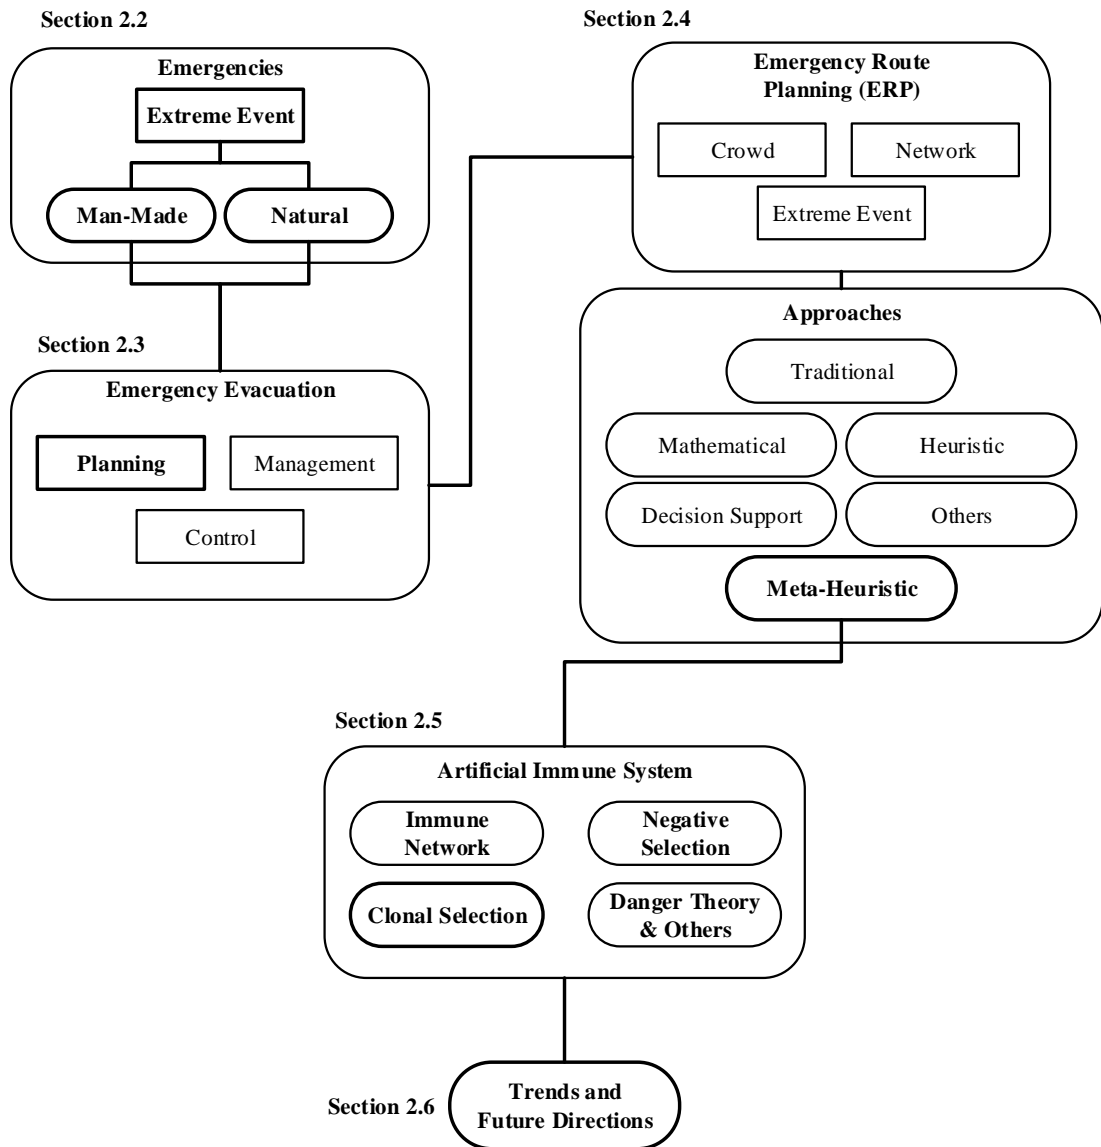 Section 2.2
Emergencies
Extreme Event
Man-Made
Natural
Section 2.3
Emergency Evacuation
Planning
Management
Control
Section 2.4
Emergency Route
Planning (ERP)
Crowd
Network
Extreme Event
Approaches
Traditional
Mathematical
Heuristic
Decision Support
Others
Meta-Heuristic
Section 2.5
Artificial Immune System
Immune
Network
Negative
Selection
Clonal Selection
Danger Theory
& Others
Section 2.6
Trends and
Future Directions